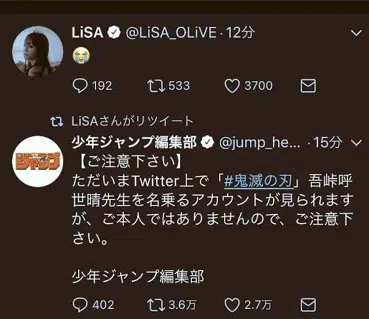 LiSA @LiSA_OLiVE · 12分
😭
192 533 3700
LiSAさんがリツイート
少年ジャンプ編集部 @jump_he... · 15分
【ご注意下さい】
ただいまTwitter上で「#鬼滅の刃」吾峠呼
世晴先生を名乗るアカウントが見られます
が、ご本人ではありませんので、ご注意下
さい。
少年ジャンプ編集部
402 3.6万 2.7万